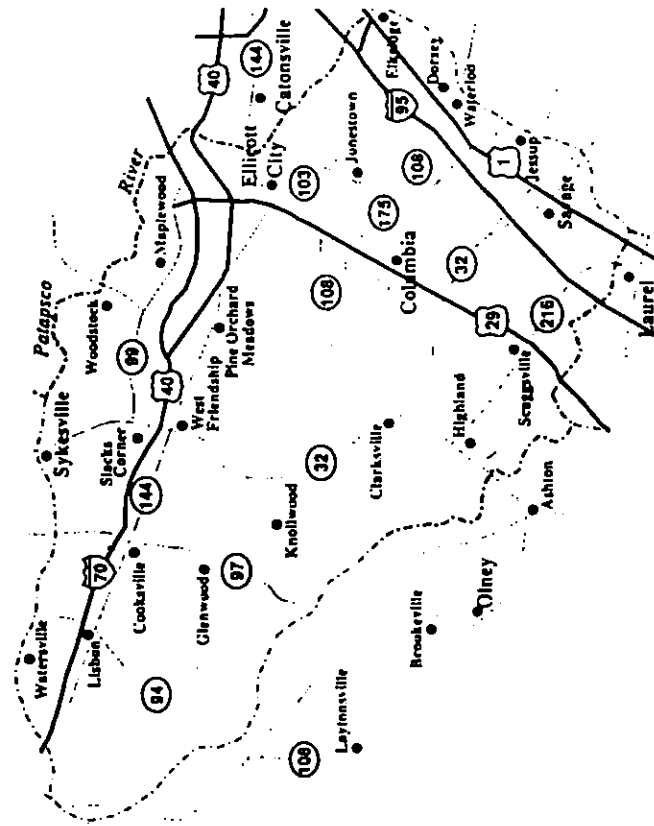 Watersville
Sykesville
Patapsco
River
Woodstock
Lisbon
70
99
Slacks
Corner
Maplewood
Cooksville
144
40
40
94
West
Friendship
Glenwood
Pine Orchard
Meadows
97
Ellicott
City
144
Catonsville
Knollwood
103
108
32
108
Laytonsville
Clarksville
175
Jonestown
Columbia
95
108
Elkridge
Brookeville
32
Dorsey
Highland
29
1
Olney
Scaggsville
Jessup
Ashton
216
Savage
Laurel